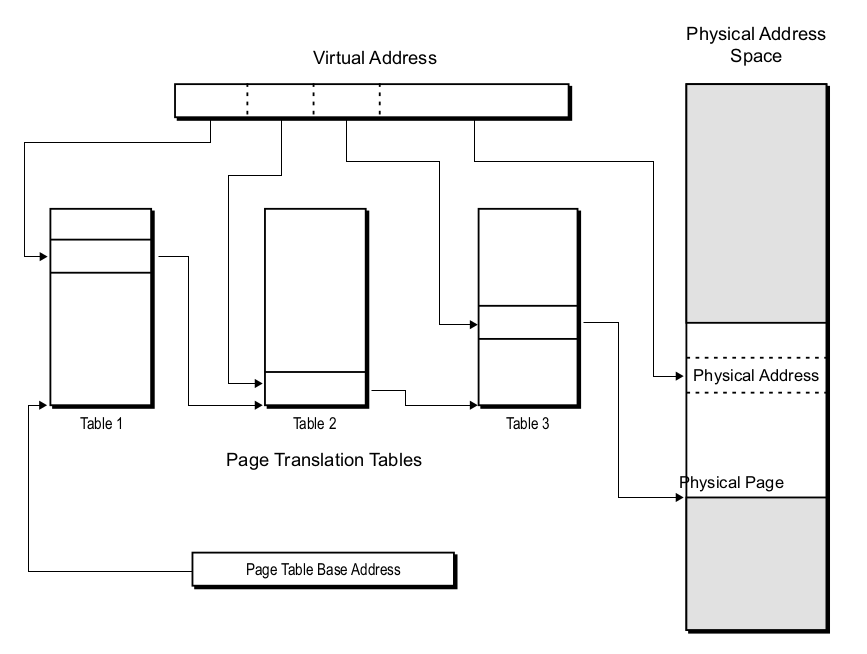 Virtual Address
Physical Address
Space
Physical Address
Table 1
Table 2
Table 3
Page Translation Tables
Physical Page
Page Table Base Address